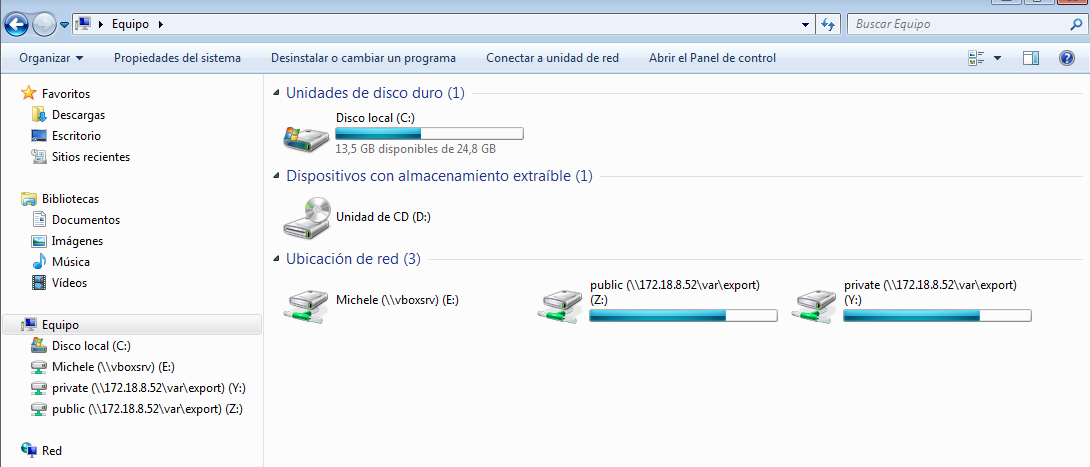 Equipo
Buscar Equipo
Organizar
Propiedades del sistema
Desinstalar o cambiar un programa
Conectar a unidad de red
Abrir el Panel de control
Favoritos
Descargas
Escritorio
Sitios recientes
Bibliotecas
Documentos
Imágenes
Música
Vídeos
Equipo
Disco local (C:)
Michele (\\vboxsrv) (E:)
private (\\172.18.8.52\var\export) (Y:)
public (\\172.18.8.52\var\export) (Z:)
Red
Unidades de disco duro (1)
Disco local (C:)
13,5 GB disponibles de 24,8 GB
Dispositivos con almacenamiento extraíble (1)
Unidad de CD (D:)
Ubicación de red (3)
Michele (\\vboxsrv) (E:)
public (\\172.18.8.52\var\export)
(Z:)
private (\\172.18.8.52\var\export)
(Y:)